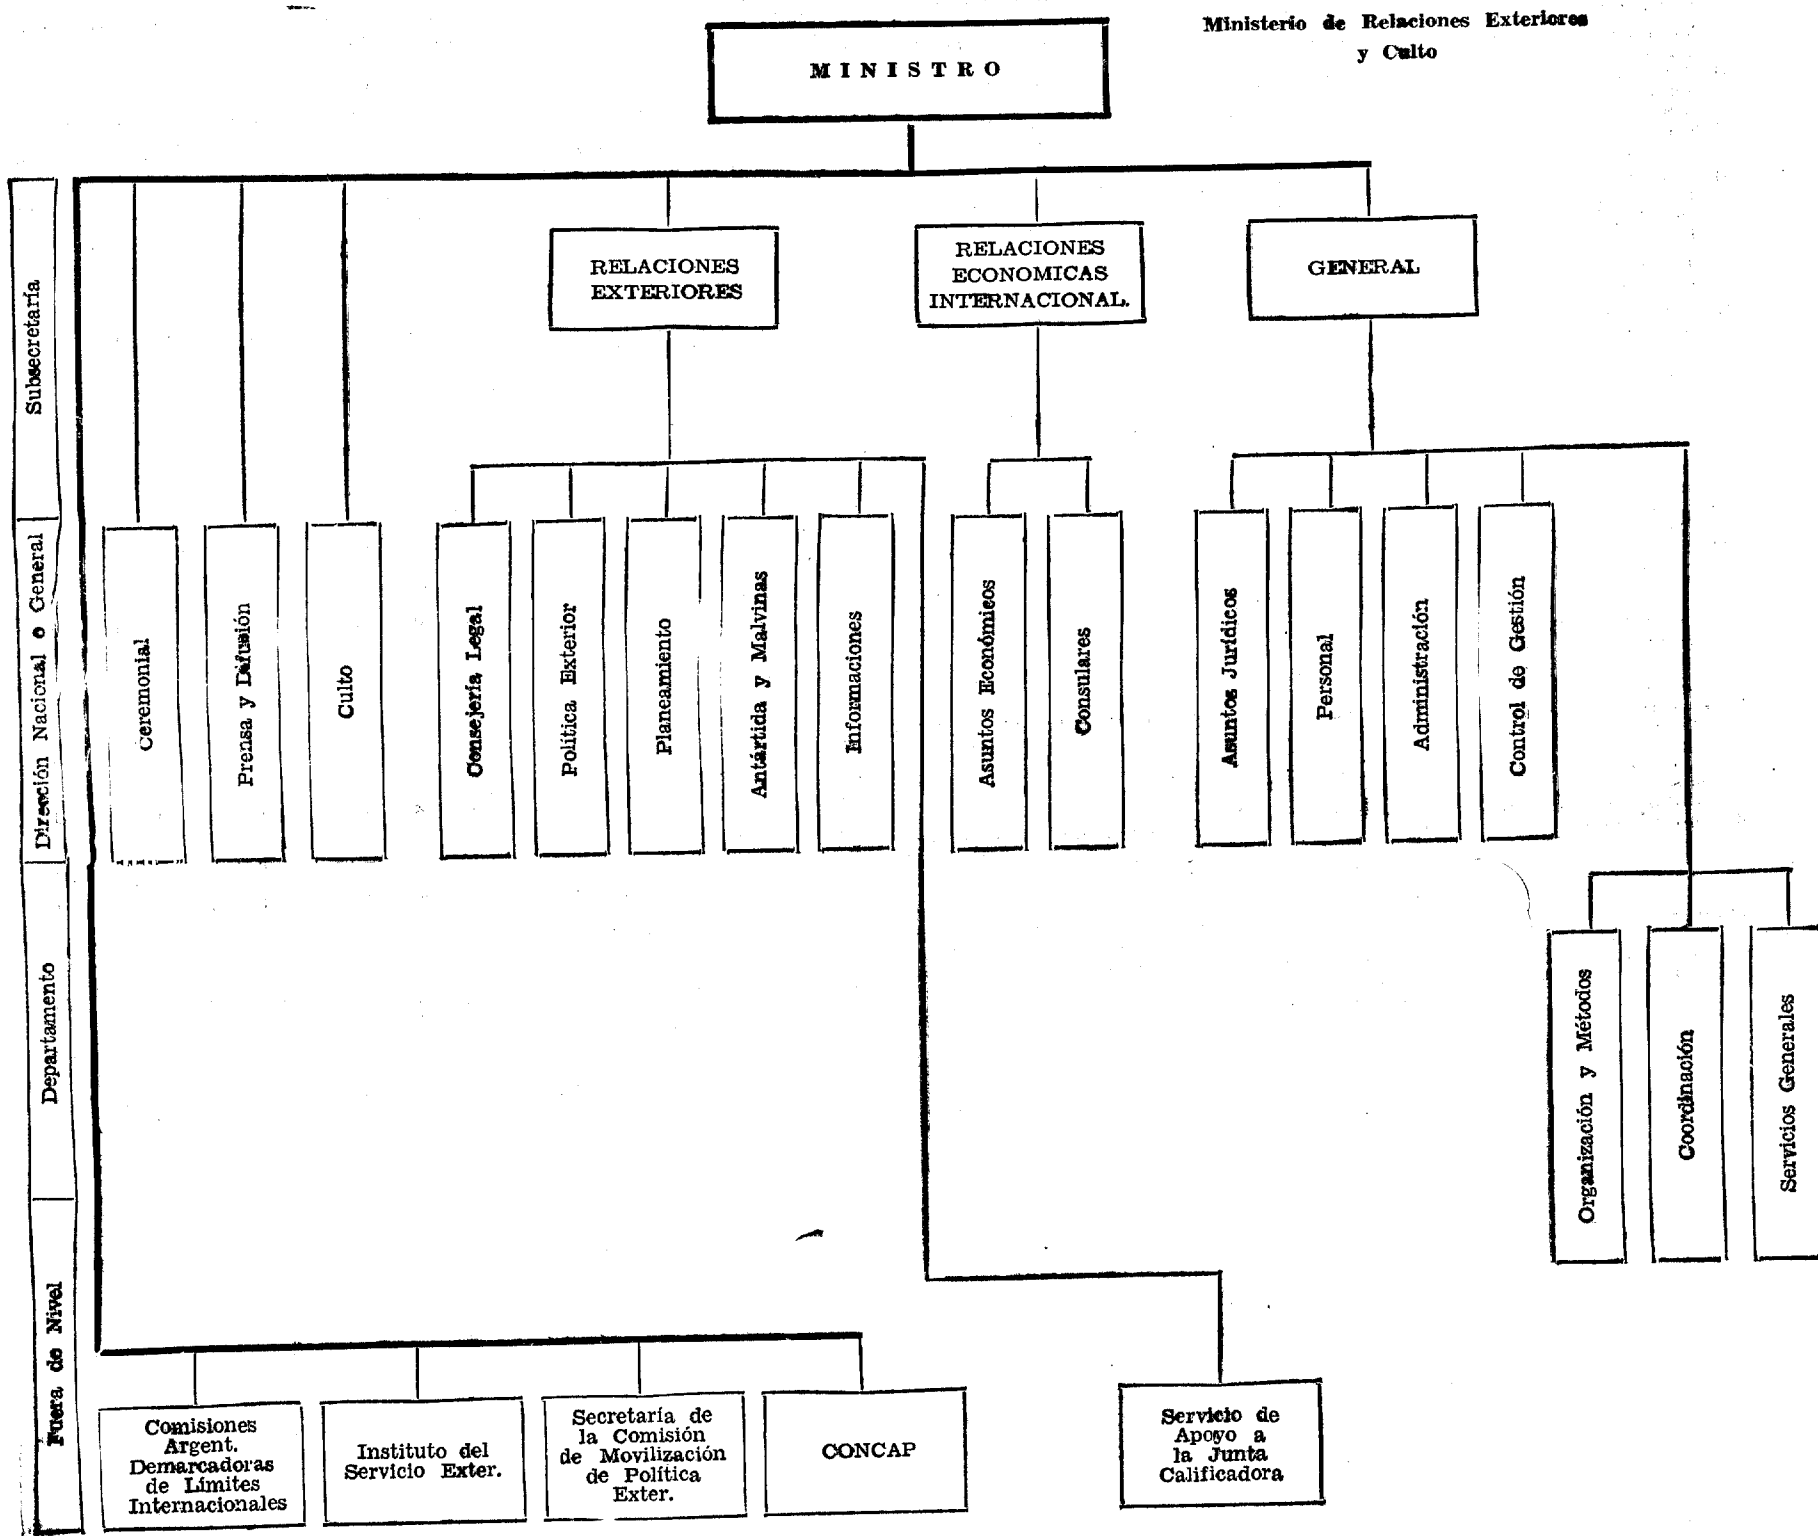 Ministerio de Relaciones Exteriores
y Culto
MINISTRO
Subsecretaría
RELACIONES
EXTERIORES
RELACIONES
ECONOMICAS
INTERNACIONAL.
GENERAL
Dirección Nacional o General
Ceremonial
Prensa y Difusión
Culto
Consejería Legal
Política Exterior
Planeamiento
Antártida y Malvinas
Informaciones
Asuntos Económicos
Consulares
Asuntos Jurídicos
Personal
Administración
Control de Gestión
Departamento
Organización y Métodos
Coordinación
Servicios Generales
Fuera de Nivel
Comisiones
Argent.
Demarcadoras
de Límites
Internacionales
Instituto del
Servicio Exter.
Secretaría de
la Comisión
de Movilización
de Política
Exter.
CONCAP
Servicio de
Apoyo a
la Junta
Calificadora